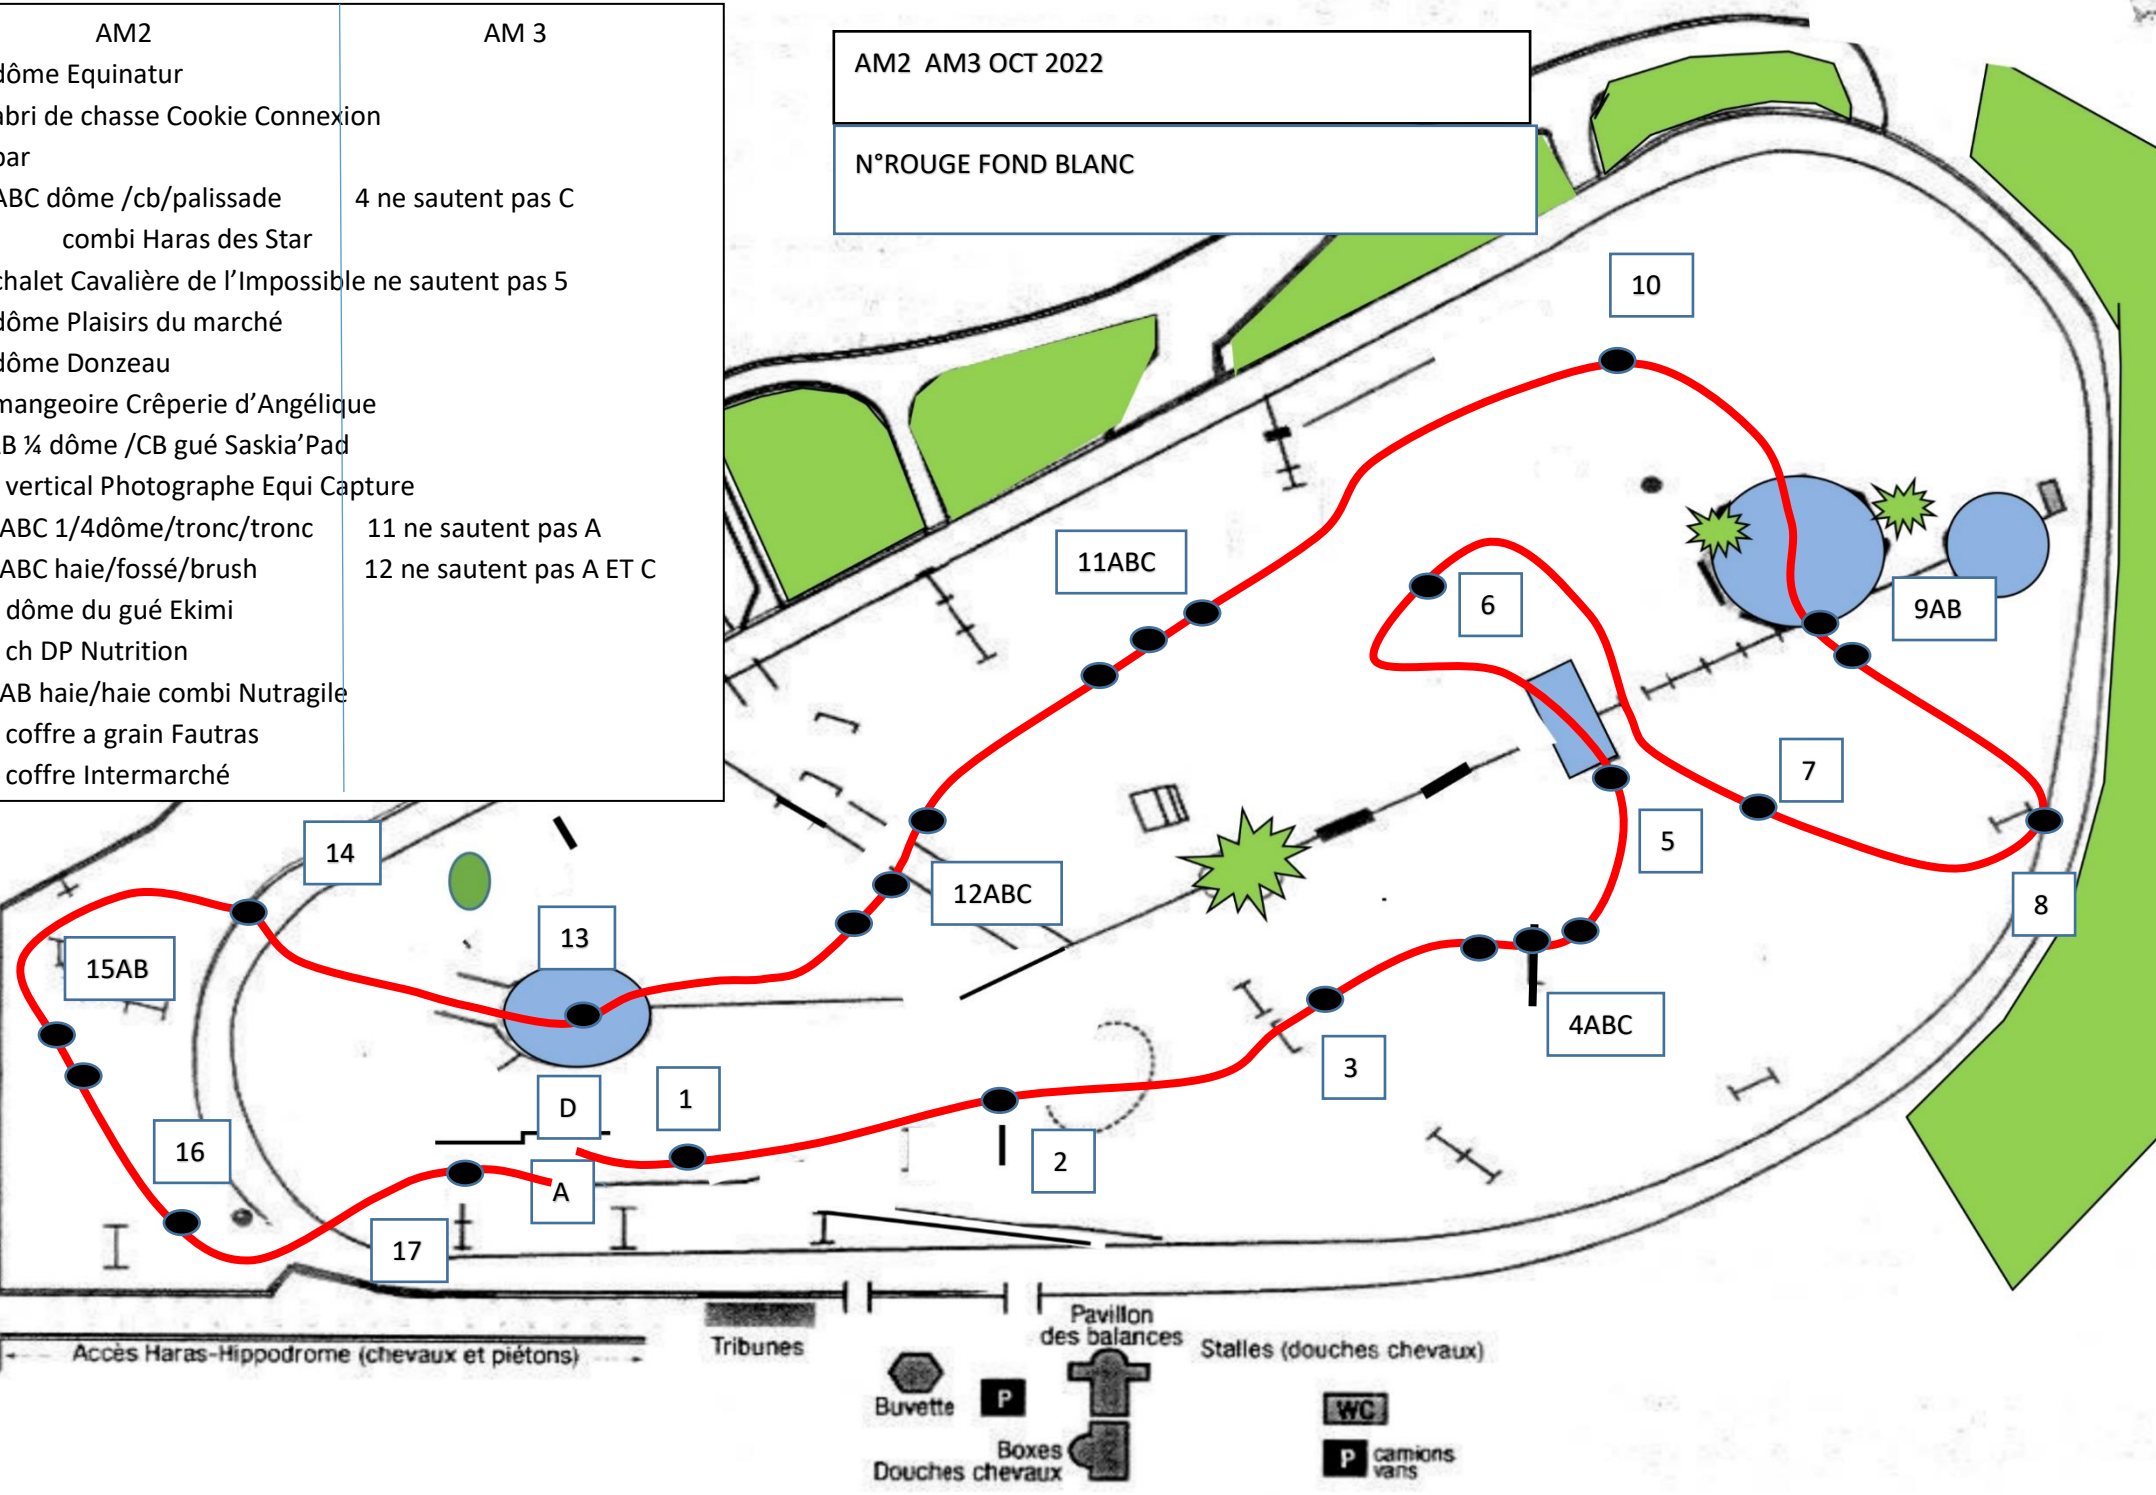 AM2 AM 3
dôme Equinatur
abri de chasse Cookie Connexion
bar
ABC dôme /cb/palissade 4 ne sautent pas C
combi Haras des Star
chalet Cavalière de l’Impossible ne sautent pas 5
dôme Plaisirs du marché
dôme Donzeau
mangeoire Crêperie d’Angélique
B ¼ dôme /CB gué Saskia’Pad
vertical Photographe Equi Capture
ABC 1/4dôme/tronc/tronc 11 ne sautent pas A
ABC haie/fossé/brush 12 ne sautent pas A ET C
dôme du gué Ekimi
ch DP Nutrition
AB haie/haie combi Nutragile
coffre a grain Fautras
coffre Intermarché
AM2 AM3 OCT 2022
N°ROUGE FOND BLANC
10
11ABC
6
9AB
7
5
14
12ABC
8
13
15AB
4ABC
3
D
1
16
2
A
17
Accès Haras-Hippodrome (chevaux et piétons)
Tribunes
Pavillon
des balances
Stalles (douches chevaux)
Buvette
P
WC
Boxes
Douches chevaux
P camions
vans